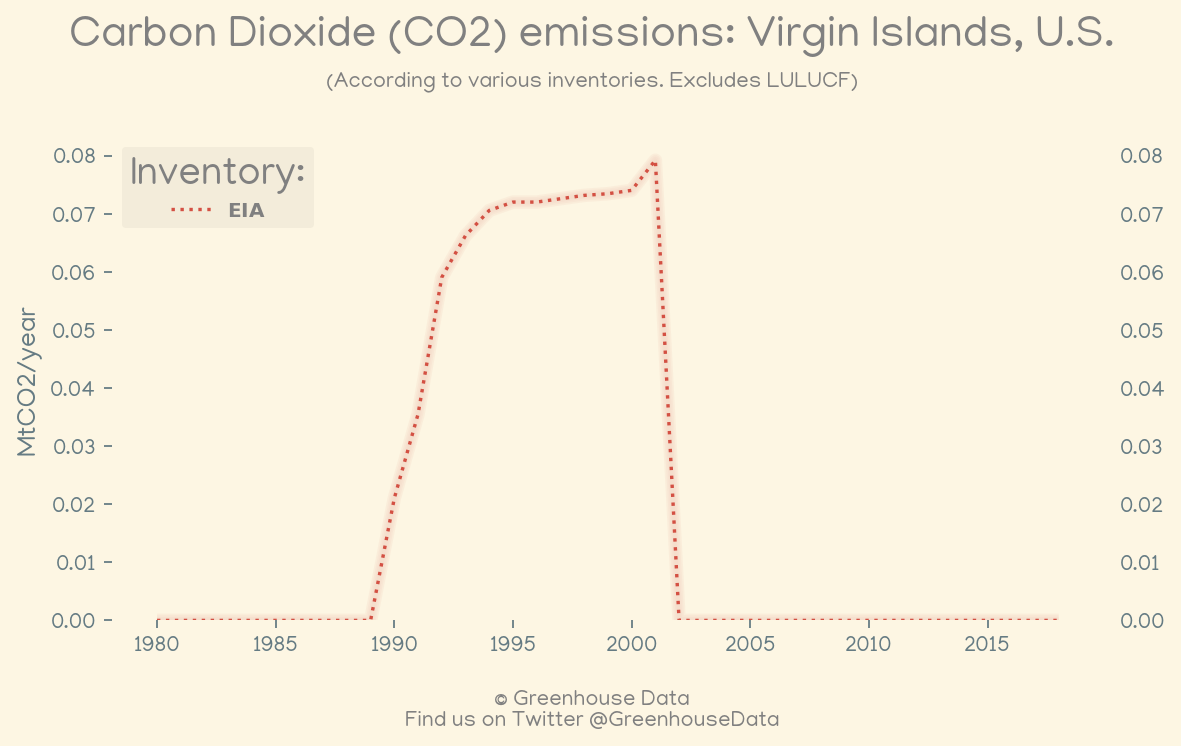 Carbon Dioxide (CO2) emissions: Virgin Islands, U.S.
(According to various inventories. Excludes LULUCF)
Inventory:
EIA
MtCO2/year
0.08 0.08
0.07 0.07
0.06 0.06
0.05 0.05
0.04 0.04
0.03 0.03
0.02 0.02
0.01 0.01
0.00 0.00
1980 1985 1990 1995 2000 2005 2010 2015
© Greenhouse Data
Find us on Twitter @GreenhouseData